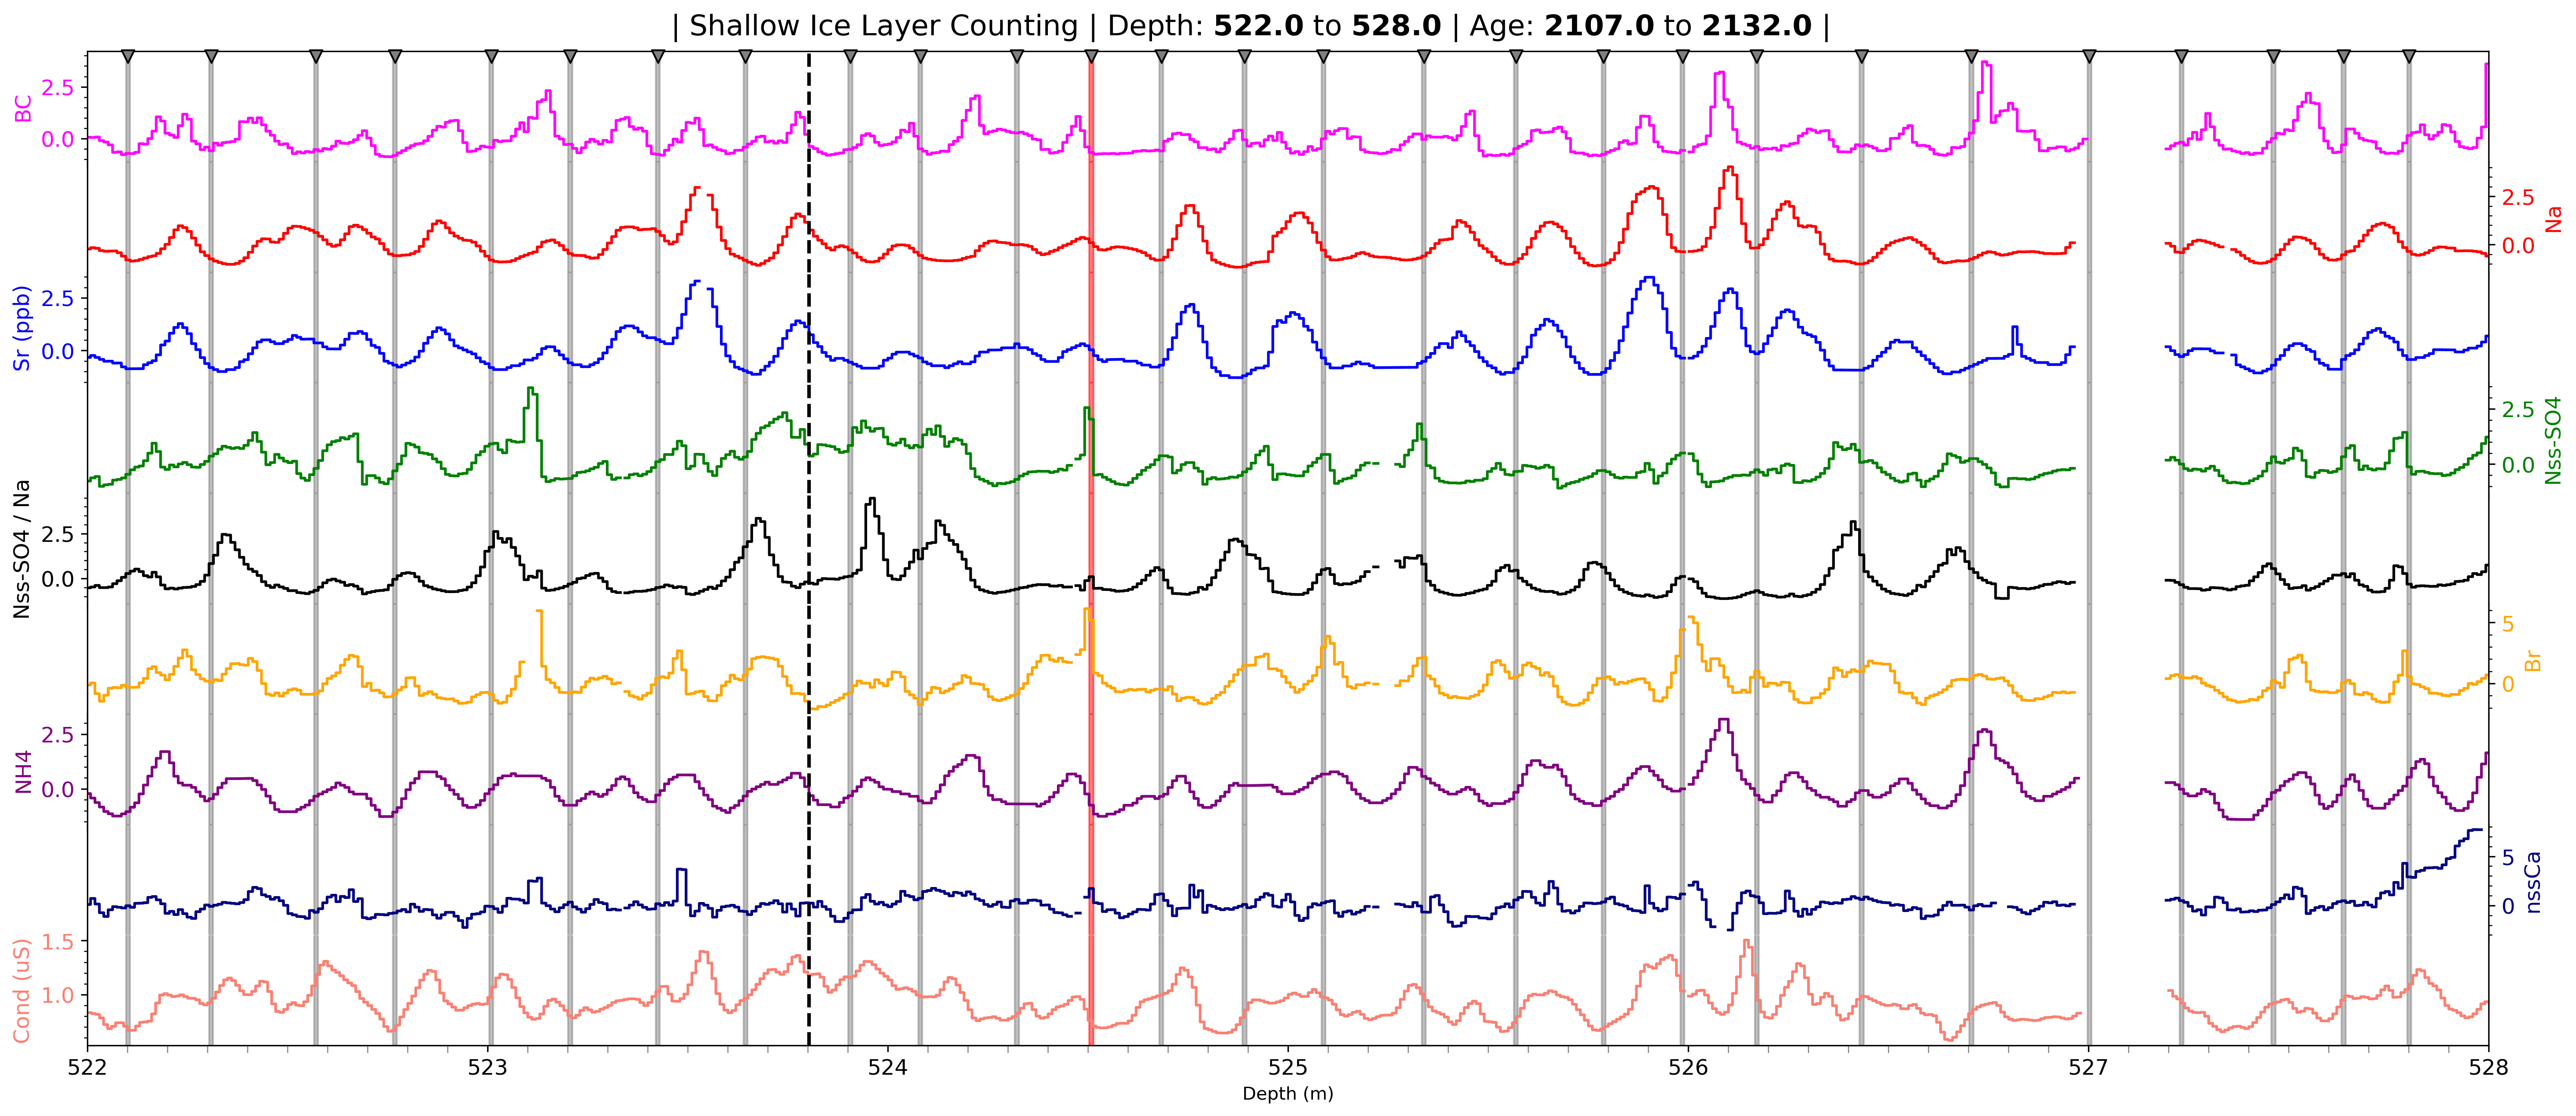 | Shallow Ice Layer Counting | Depth: 522.0 to 528.0 | Age: 2107.0 to 2132.0 |
BC
2.5
0.0
2.5
0.0
Na
Sr (ppb)
2.5
0.0
2.5
0.0
Nss-SO4
Nss-SO4 / Na
2.5
0.0
5
0
Br
NH4
2.5
0.0
5
0
nssCa
Cond (uS)
1.5
1.0
522 523 524 525 526 527 528
Depth (m)